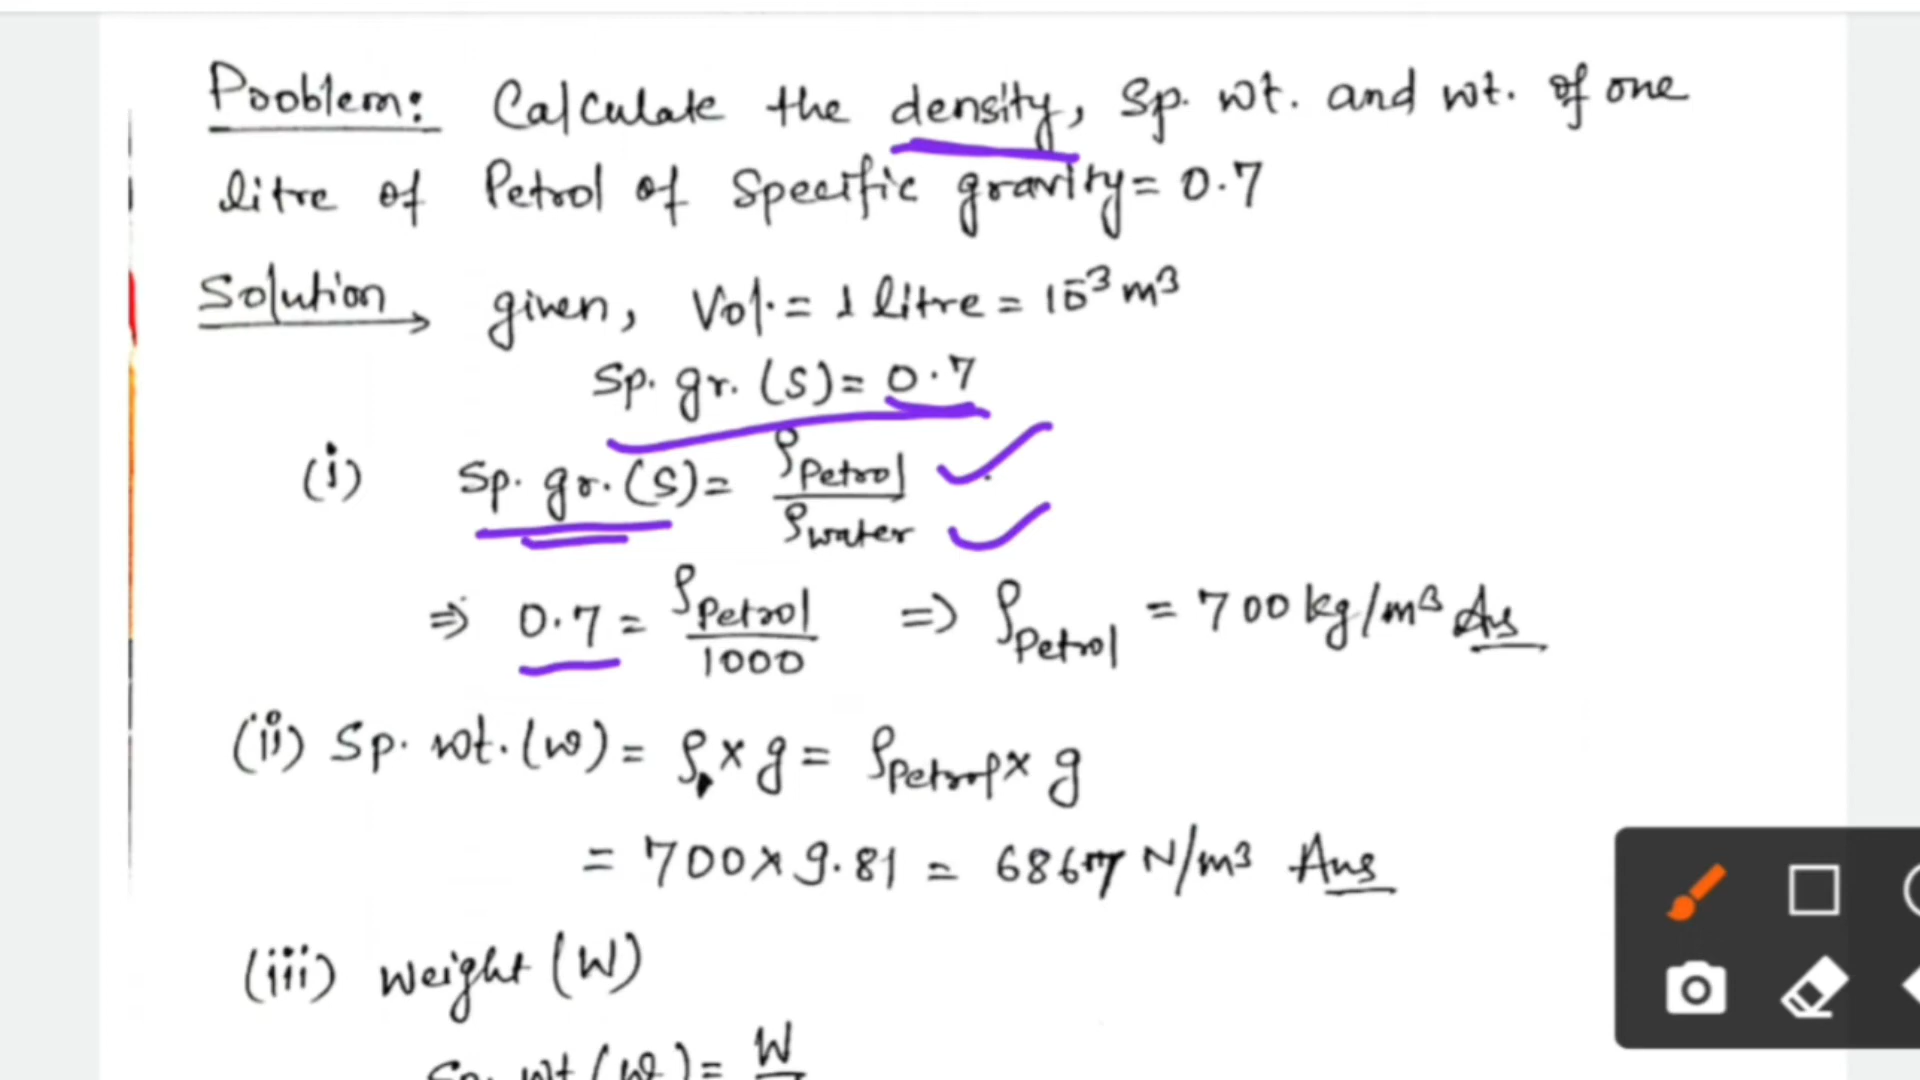 Problem: Calculate the density, Sp. wt. and wt. of one
litre of Petrol of Specific gravity = 0.7
Solution → given, Vol. = 1 litre = 10⁻³ m³
Sp. gr. (S) = 0.7
(i) Sp. gr. (S) = ρPetrol / ρwater
⇒ 0.7 = ρPetrol / 1000 ⇒ ρPetrol = 700 kg/m³ Ans
(ii) Sp. wt. (w) = ρ × g = ρPetrol × g
= 700 × 9.81 = 6867 N/m³ Ans
(iii) Weight (W)
Sp. wt (w) = W